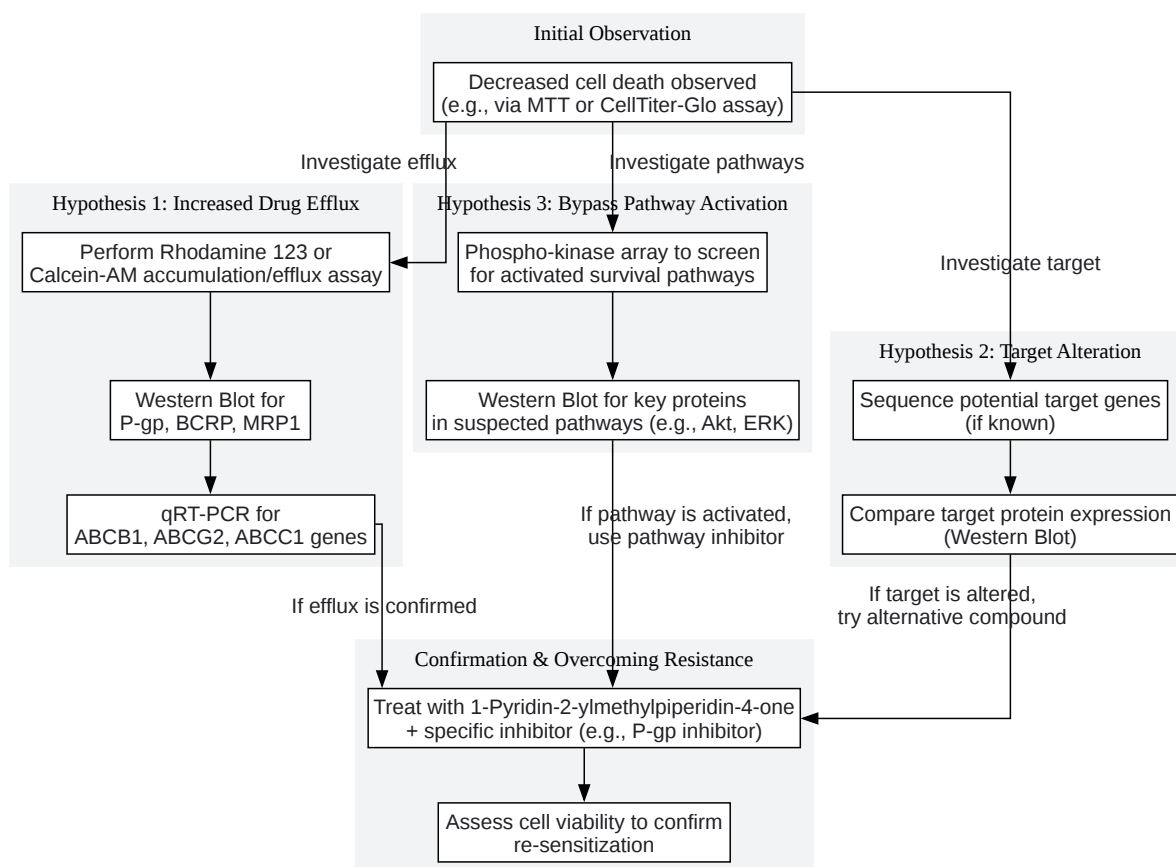 Initial Observation
Decreased cell death observed
(e.g., via MTT or CellTiter-Glo assay)
Investigate efflux
Investigate pathways
Investigate target
Hypothesis 1: Increased Drug Efflux
Perform Rhodamine 123 or
Calcein-AM accumulation/efflux assay
Western Blot for
P-gp, BCRP, MRP1
qRT-PCR for
ABCB1, ABCG2, ABCC1 genes
If efflux is confirmed
Hypothesis 3: Bypass Pathway Activation
Phospho-kinase array to screen
for activated survival pathways
Western Blot for key proteins
in suspected pathways (e.g., Akt, ERK)
If pathway is activated,
use pathway inhibitor
Hypothesis 2: Target Alteration
Sequence potential target genes
(if known)
Compare target protein expression
(Western Blot)
If target is altered,
try alternative compound
Confirmation & Overcoming Resistance
Treat with 1-Pyridin-2-ylmethylpiperidin-4-one
+ specific inhibitor (e.g., P-gp inhibitor)
Assess cell viability to confirm
re-sensitization